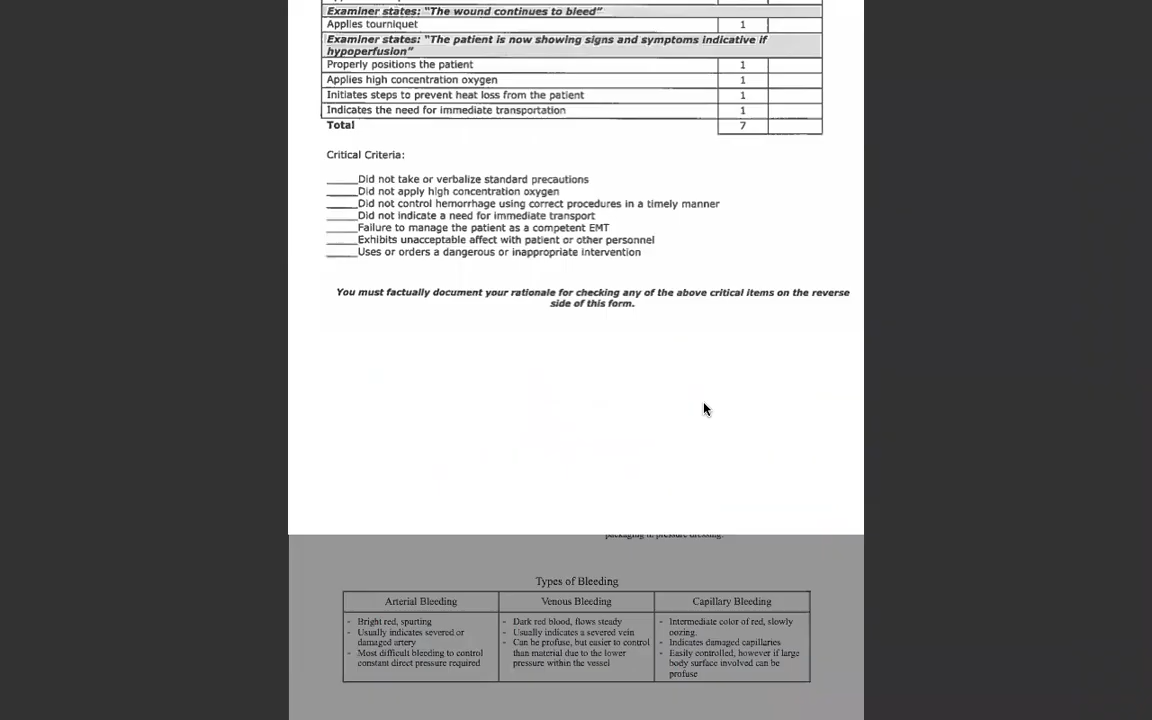 Examiner states: "The wound continues to bleed"
Applies tourniquet 1
Examiner states: "The patient is now showing signs and symptoms indicative if
hypoperfusion"
Properly positions the patient 1
Applies high concentration oxygen 1
Initiates steps to prevent heat loss from the patient 1
Indicates the need for immediate transportation 1
Total 7
Critical Criteria:
_____Did not take or verbalize standard precautions
_____Did not apply high concentration oxygen
_____Did not control hemorrhage using correct procedures in a timely manner
_____Did not indicate a need for immediate transport
_____Failure to manage the patient as a competent EMT
_____Exhibits unacceptable affect with patient or other personnel
_____Uses or orders a dangerous or inappropriate intervention
You must factually document your rationale for checking any of the above critical items on the reverse
side of this form.
Types of Bleeding
Arterial Bleeding Venous Bleeding Capillary Bleeding
- Bright red, spurting
- Usually indicates severed or
damaged artery
- Most difficult bleeding to control
constant direct pressure required
- Dark red blood, flows steady
- Usually indicates a severed vein
- Can be profuse, but easier to control
than material due to the lower
pressure within the vessel
- Intermediate color of red, slowly
oozing.
- Indicates damaged capillaries
- Easily controlled, however if large
body surface involved can be
profuse